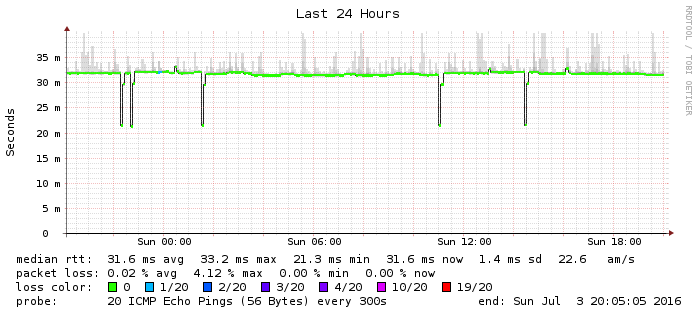 Last 24 Hours
RRDTOOL / TOBI OETIKER
Seconds
35 m
30 m
25 m
20 m
15 m
10 m
5 m
0
Sun 00:00 Sun 06:00 Sun 12:00 Sun 18:00
median rtt: 31.6 ms avg 33.2 ms max 21.3 ms min 31.6 ms now 1.4 ms sd 22.6 am/s
packet loss: 0.02 % avg 4.12 % max 0.00 % min 0.00 % now
loss color: 0 1/20 2/20 3/20 4/20 10/20 19/20
probe: 20 ICMP Echo Pings (56 Bytes) every 300s end: Sun Jul 3 20:05:05 2016